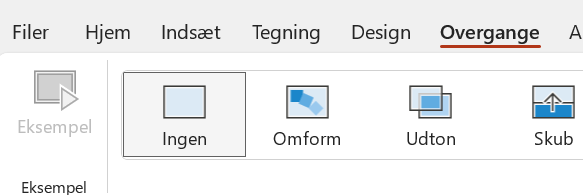 Filer Hjem Indsæt Tegning Design Overgange
Eksempel Ingen Omform Udton Skub
Eksempel